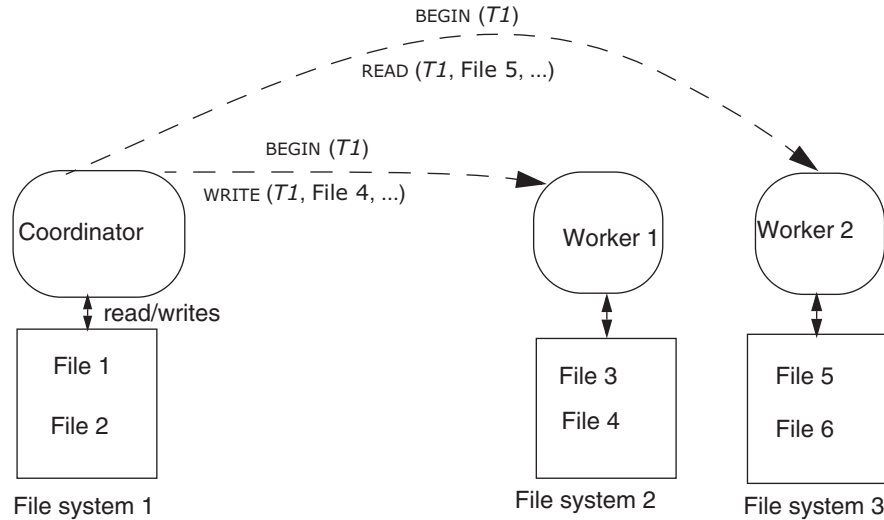 BEGIN (T1)
READ (T1, File 5, ...)
BEGIN (T1)
WRITE (T1, File 4, ...)
Coordinator
Worker 1
Worker 2
read/writes
File 1
File 2
File 3
File 4
File 5
File 6
File system 1
File system 2
File system 3